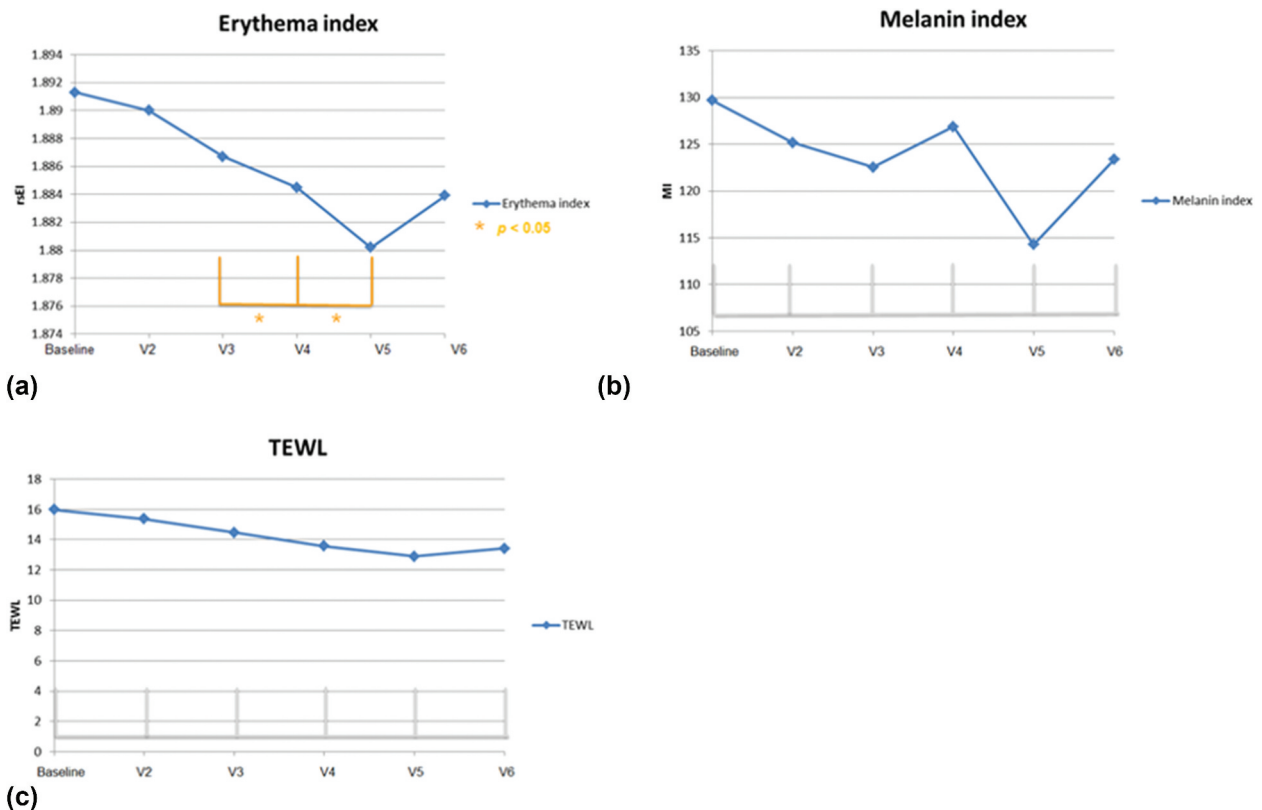 Erythema index
1.894
1.892
1.89
1.888
1.886
1.884
1.882
1.88
1.878
1.876
1.874
rsEI
Baseline V2 V3 V4 V5 V6
Erythema index
* p < 0.05
* *
(a)
Melanin index
135
130
125
120
115
110
105
MI
Baseline V2 V3 V4 V5 V6
Melanin index
(b)
TEWL
18
16
14
12
10
8
6
4
2
0
TEWL
Baseline V2 V3 V4 V5 V6
TEWL
(c)